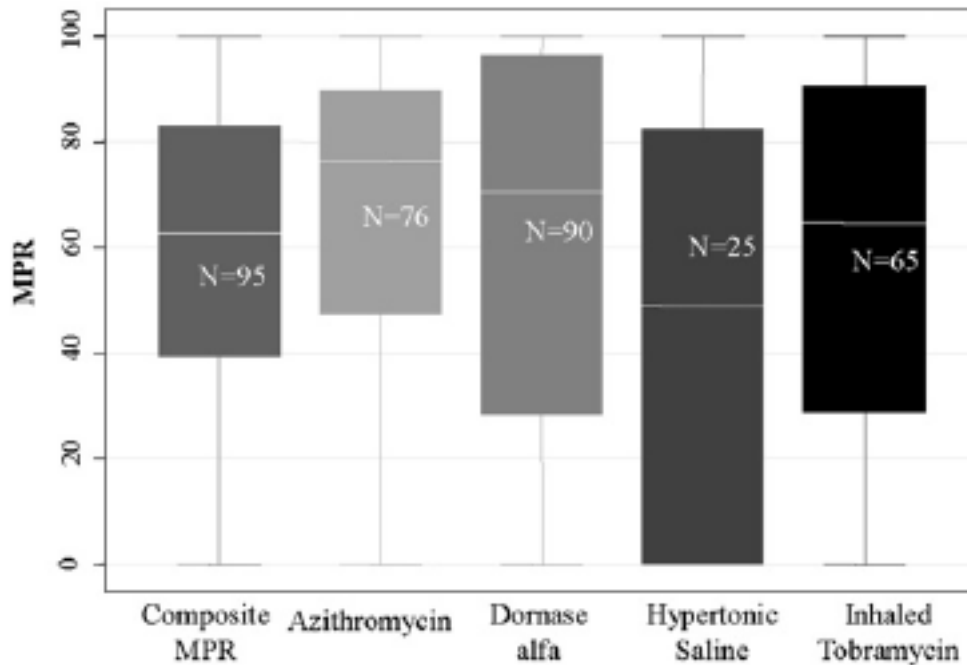 MPR
100
80
60
40
20
0
N=95
N=76
N=90
N=25
N=65
Composite
MPR
Azithromycin
Dornase
alfa
Hypertonic
Saline
Inhaled
Tobramycin